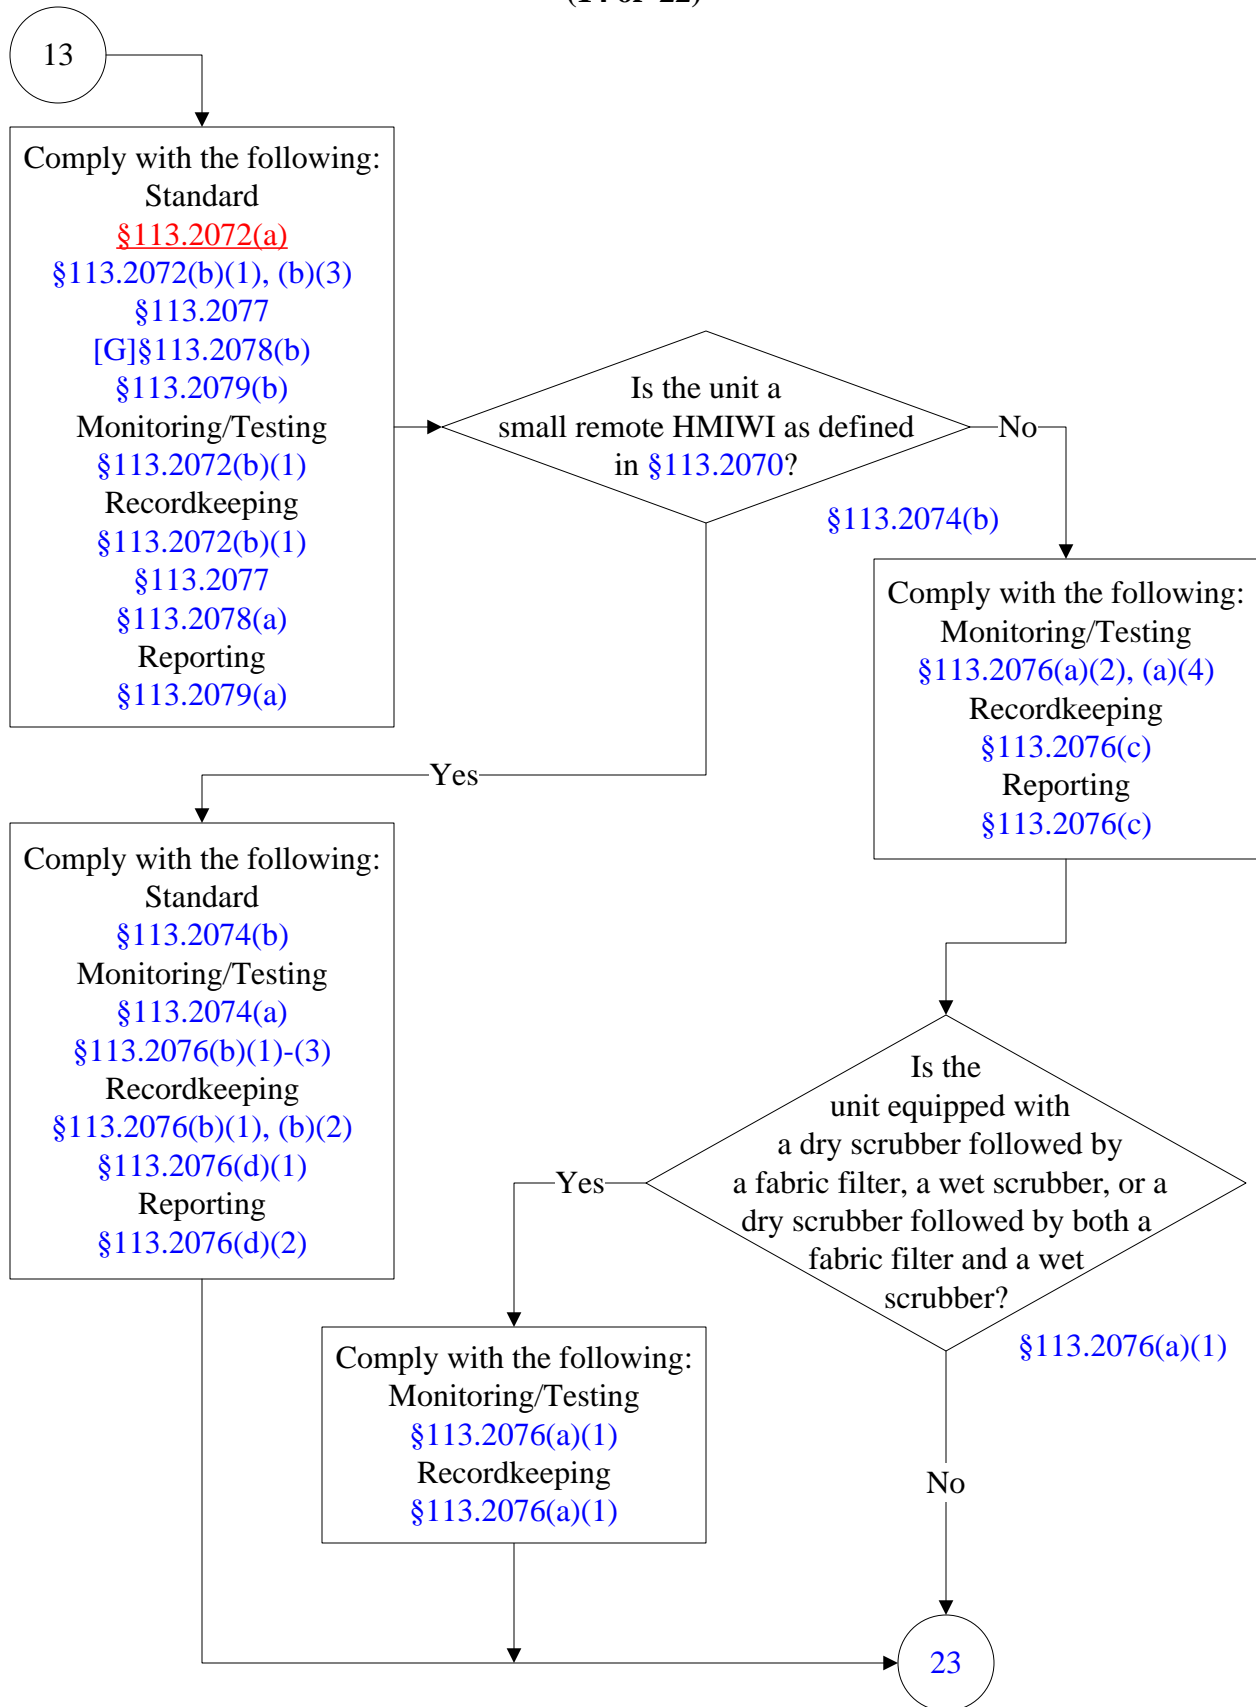 (14 of 22)
13
Comply with the following:
Standard
§113.2072(a)
§113.2072(b)(1), (b)(3)
§113.2077
[G]§113.2078(b)
§113.2079(b)
Monitoring/Testing
§113.2072(b)(1)
Recordkeeping
§113.2072(b)(1)
§113.2077
§113.2078(a)
Reporting
§113.2079(a)
Is the unit a
small remote HMIWI as defined
in §113.2070?
No
§113.2074(b)
Yes
Comply with the following:
Monitoring/Testing
§113.2076(a)(2), (a)(4)
Recordkeeping
§113.2076(c)
Reporting
§113.2076(c)
Comply with the following:
Standard
§113.2074(b)
Monitoring/Testing
§113.2074(a)
§113.2076(b)(1)-(3)
Recordkeeping
§113.2076(b)(1), (b)(2)
§113.2076(d)(1)
Reporting
§113.2076(d)(2)
Is the
unit equipped with
a dry scrubber followed by
a fabric filter, a wet scrubber, or a
dry scrubber followed by both a
fabric filter and a wet
scrubber?
Yes
§113.2076(a)(1)
Comply with the following:
Monitoring/Testing
§113.2076(a)(1)
Recordkeeping
§113.2076(a)(1)
No
23